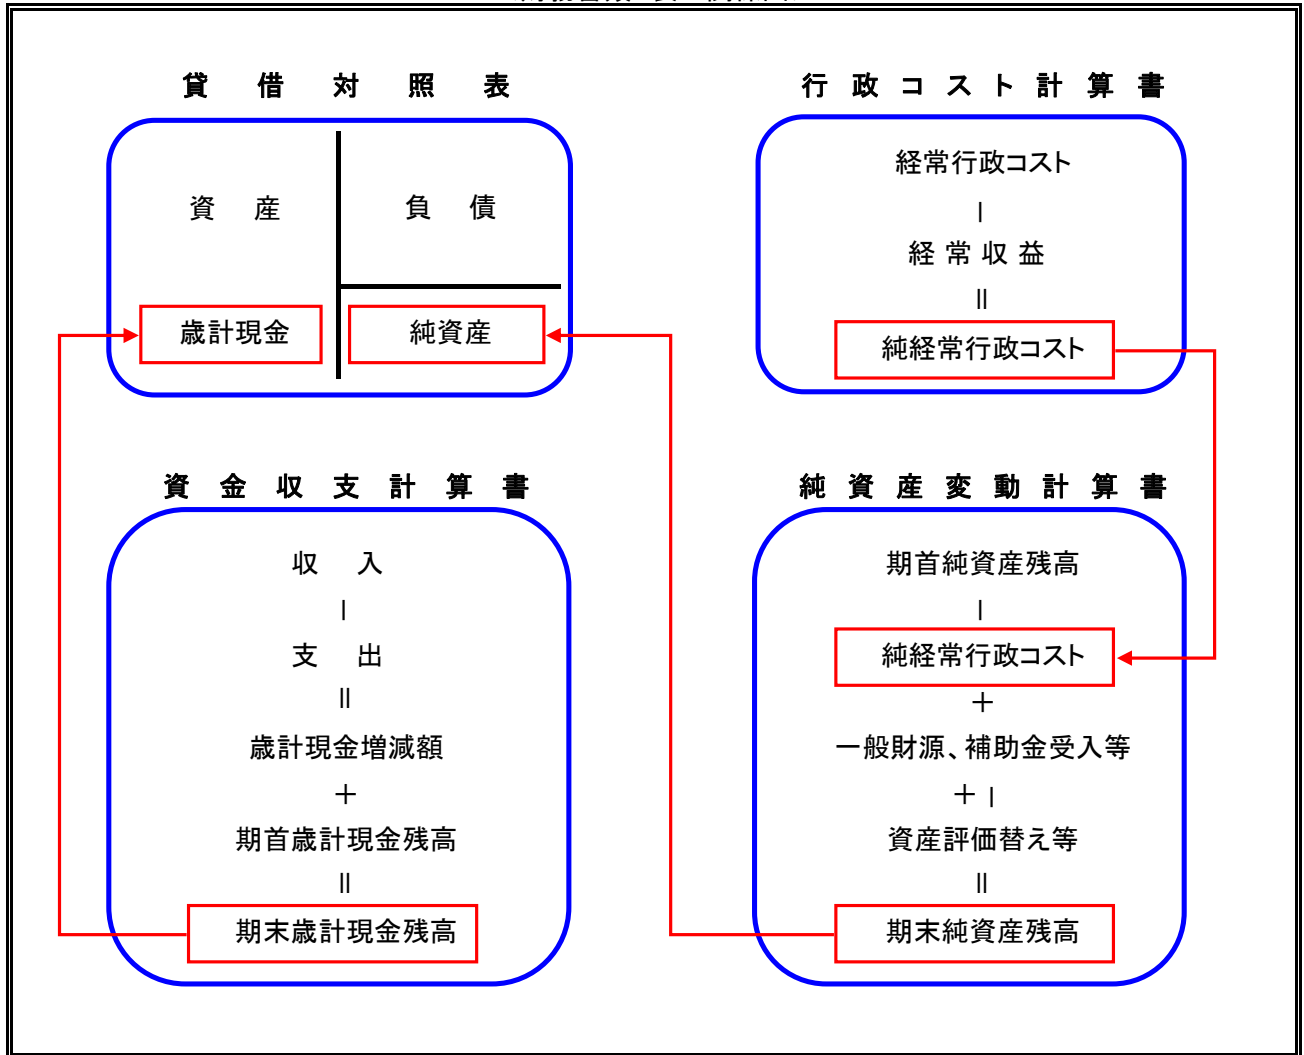 貸借対照表
資産
負債
歳計現金
純資産
行政コスト計算書
経常行政コスト
－
経常収益
＝
純経常行政コスト
資金収支計算書
収入
－
支出
＝
歳計現金増減額
＋
期首歳計現金残高
＝
期末歳計現金残高
純資産変動計算書
期首純資産残高
－
純経常行政コスト
＋
一般財源、補助金受入等
＋－
資産評価替え等
＝
期末純資産残高